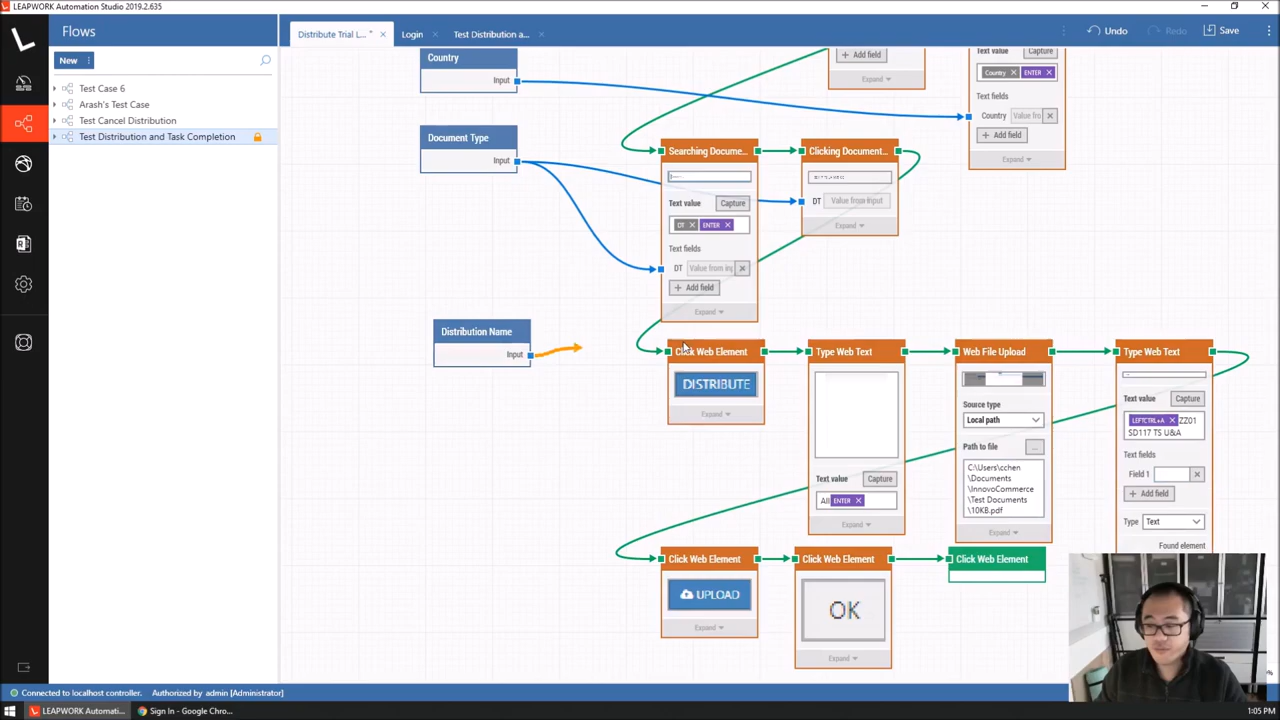 LEAPWORK Automation Studio 2019.2.635
Flows
Distribute Trial L... *
Login
Test Distribution a...
Undo
Redo
Save
New
Test Case 6
Arash's Test Case
Test Cancel Distribution
Test Distribution and Task Completion
Country
Input
Document Type
Input
Distribution Name
Input
Add field
Expand
Text value
Capture
Country
ENTER
Text fields
Country
Value fro
Add field
Expand
Searching Docume...
Text value
Capture
DT
ENTER
Text fields
DT
Value from inp
Add field
Expand
Clicking Document...
DT
Value from input
Expand
Click Web Element
DISTRIBUTE
Expand
Type Web Text
Text value
Capture
All
ENTER
Expand
Web File Upload
Source type
Local path
Path to file
...
C:\Users\cchen
\Documents
\InnovoCommerce
\Test Documents
\10KB.pdf
Expand
Type Web Text
Text value
Capture
LEFTCTRL+A
ZZ01
SD117 TS U&A
Text fields
Field 1
Add field
Type
Text
Found element
Click Web Element
UPLOAD
Expand
Click Web Element
OK
Expand
Click Web Element
Connected to localhost controller.
Authorized by admin [Administrator]
LEAPWORK Automati...
Sign In - Google Chro...
1:05 PM